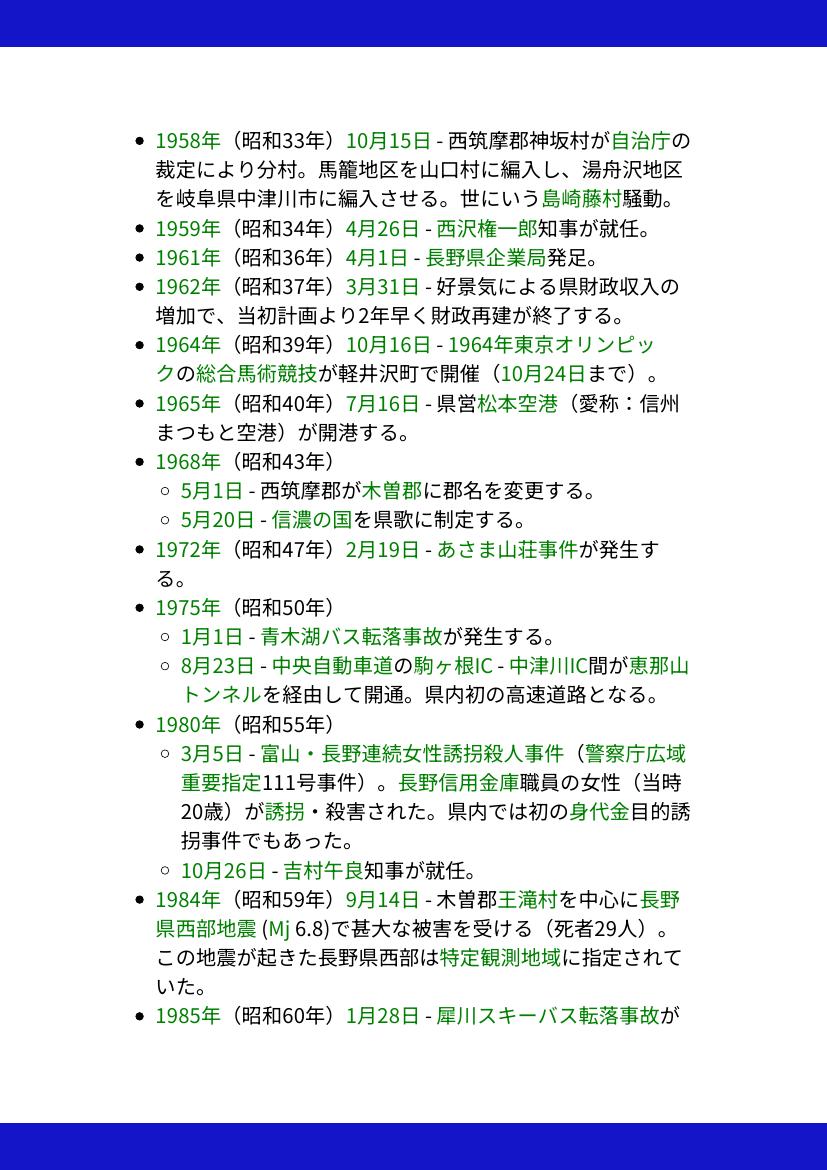 • 1958年（昭和33年）10月15日 - 西筑摩郡神坂村が自治庁の
裁定により分村。馬籠地区を山口村に編入し、湯舟沢地区
を岐阜県中津川市に編入させる。世にいう島崎藤村騒動。
• 1959年（昭和34年）4月26日 - 西沢権一郎知事が就任。
• 1961年（昭和36年）4月1日 - 長野県企業局発足。
• 1962年（昭和37年）3月31日 - 好景気による県財政収入の
増加で、当初計画より2年早く財政再建が終了する。
• 1964年（昭和39年）10月16日 - 1964年東京オリンピッ
クの総合馬術競技が軽井沢町で開催（10月24日まで）。
• 1965年（昭和40年）7月16日 - 県営松本空港（愛称：信州
まつもと空港）が開港する。
• 1968年（昭和43年）
○ 5月1日 - 西筑摩郡が木曽郡に郡名を変更する。
○ 5月20日 - 信濃の国を県歌に制定する。
• 1972年（昭和47年）2月19日 - あさま山荘事件が発生す
る。
• 1975年（昭和50年）
○ 1月1日 - 青木湖バス転落事故が発生する。
○ 8月23日 - 中央自動車道の駒ヶ根IC - 中津川IC間が恵那山
トンネルを経由して開通。県内初の高速道路となる。
• 1980年（昭和55年）
○ 3月5日 - 富山・長野連続女性誘拐殺人事件（警察庁広域
重要指定111号事件）。長野信用金庫職員の女性（当時
20歳）が誘拐・殺害された。県内では初の身代金目的誘
拐事件でもあった。
○ 10月26日 - 吉村午良知事が就任。
• 1984年（昭和59年）9月14日 - 木曽郡王滝村を中心に長野
県西部地震 (Mj 6.8)で甚大な被害を受ける（死者29人）。
この地震が起きた長野県西部は特定観測地域に指定されて
いた。
• 1985年（昭和60年）1月28日 - 犀川スキーバス転落事故が